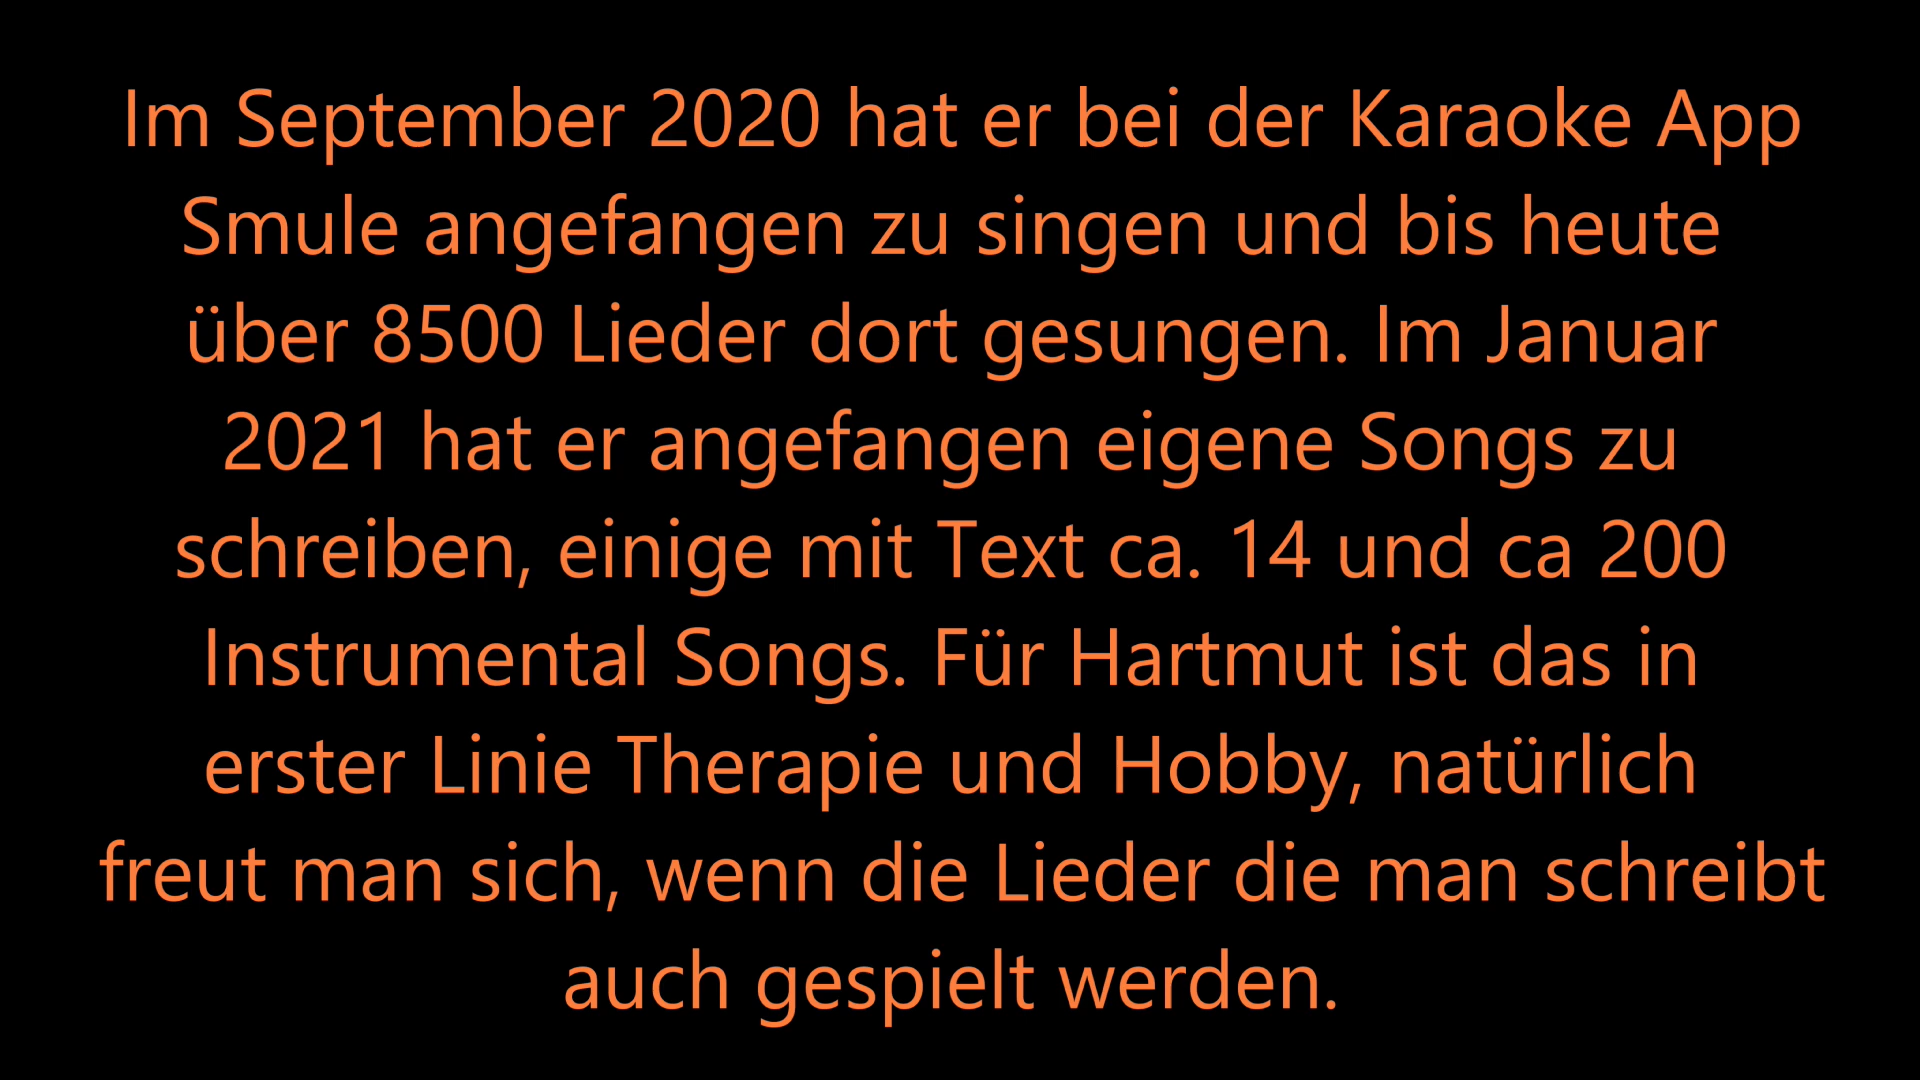 Im September 2020 hat er bei der Karaoke App
Smule angefangen zu singen und bis heute
über 8500 Lieder dort gesungen. Im Januar
2021 hat er angefangen eigene Songs zu
schreiben, einige mit Text ca. 14 und ca 200
Instrumental Songs. Für Hartmut ist das in
erster Linie Therapie und Hobby, natürlich
freut man sich, wenn die Lieder die man schreibt
auch gespielt werden.